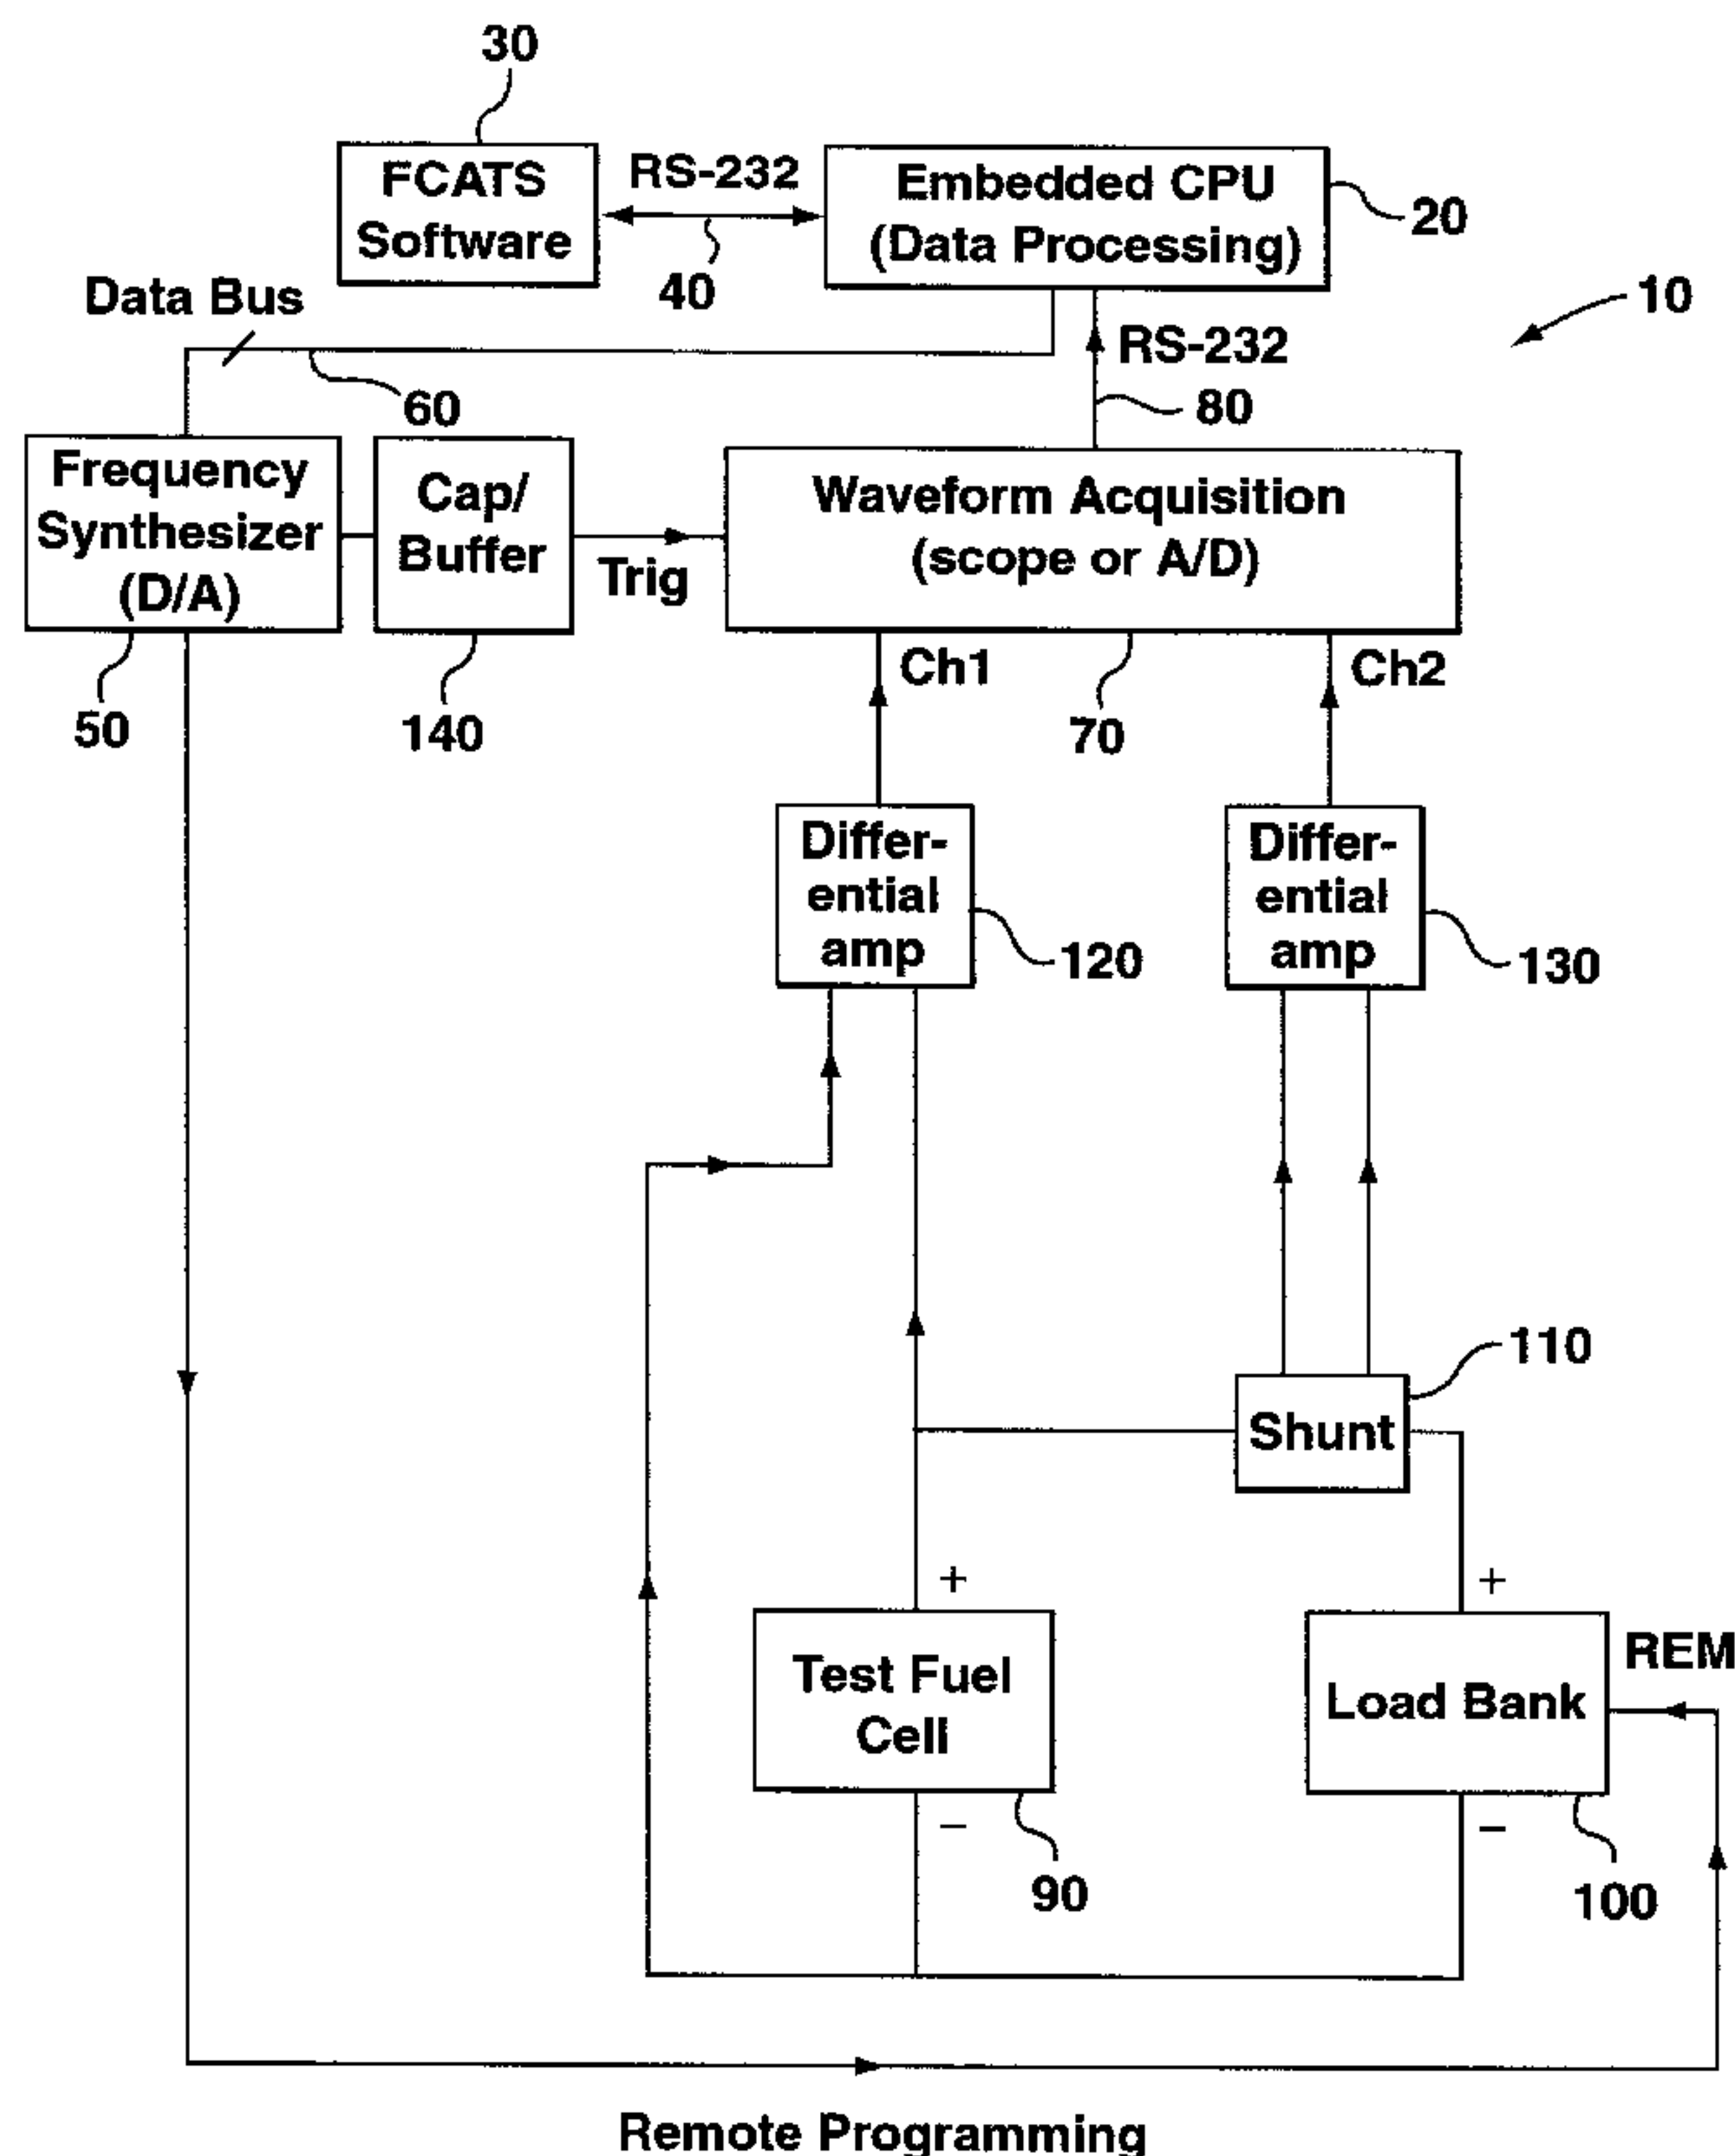 30
FCATS
Software
RS-232
40
Embedded CPU
(Data Processing)
20
10
Data Bus
60
RS-232
80
Frequency
Synthesizer
(D/A)
50
Cap/
Buffer
140
Trig
Waveform Acquisition
(scope or A/D)
70
Ch1
Ch2
Differ-
ential
amp
120
Differ-
ential
amp
130
110
Shunt
+
+
Test Fuel
Cell
Load Bank
REM
–
–
90
100
Remote Programming